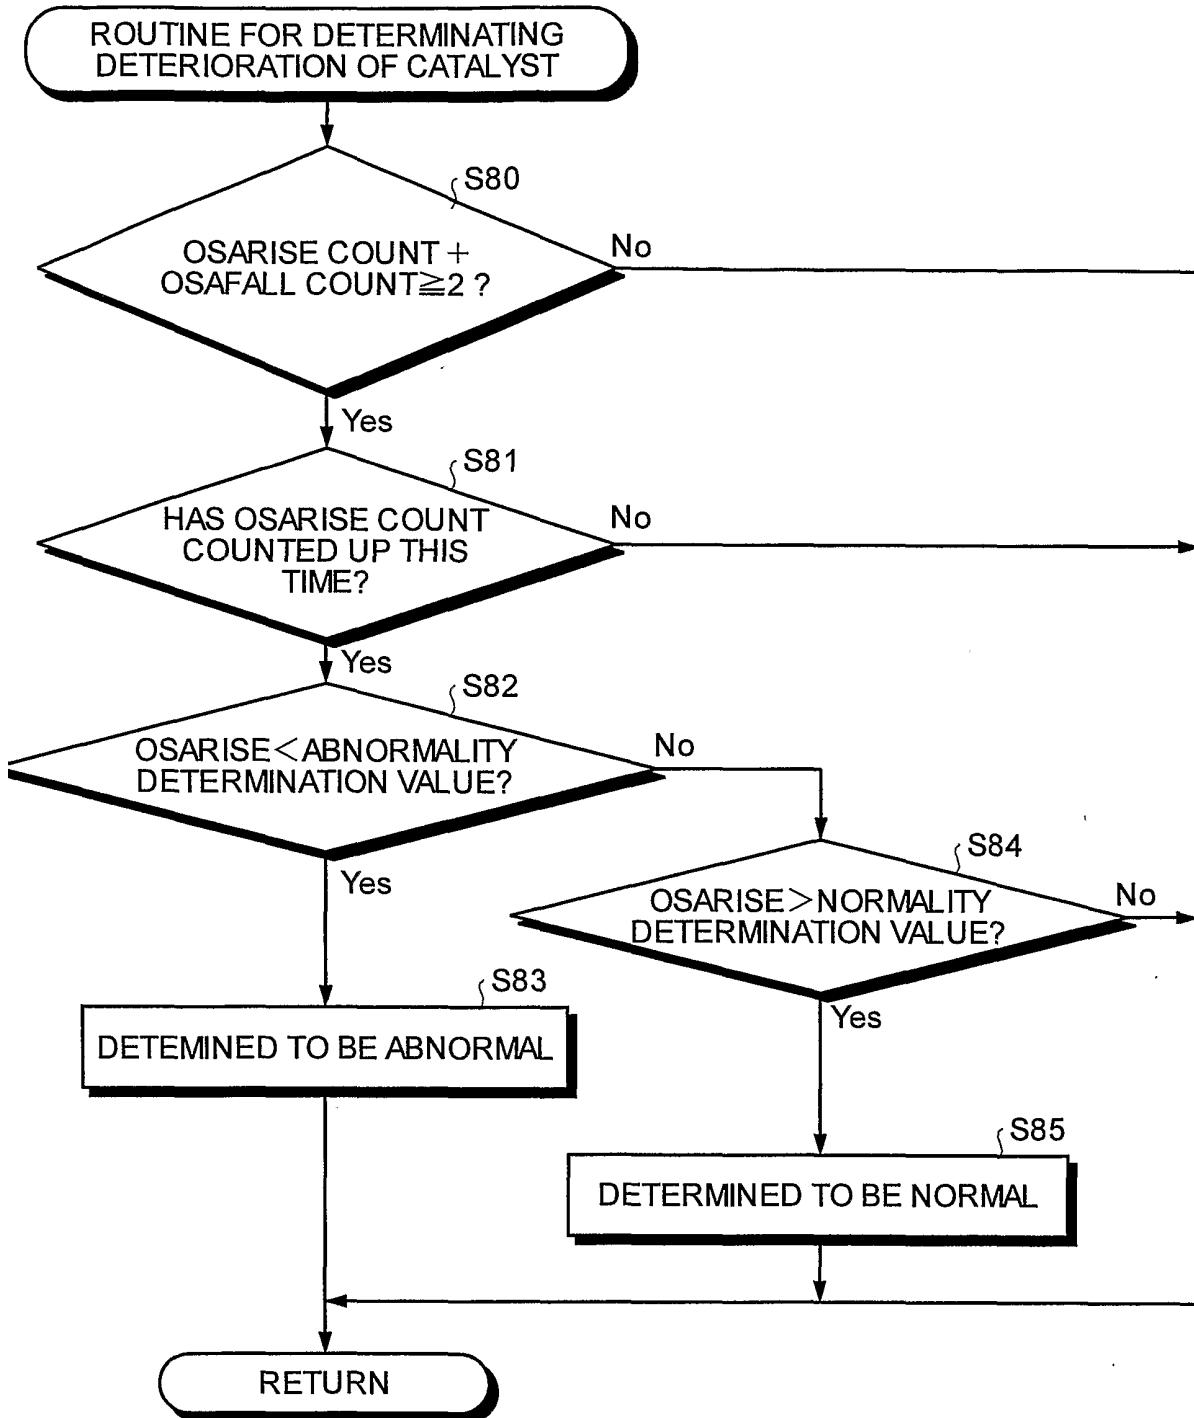 ROUTINE FOR DETERMINATING
DETERIORATION OF CATALYST
S80
OSARISE COUNT+
OSAFALL COUNT≧2 ?
No
Yes
S81
HAS OSARISE COUNT
COUNTED UP THIS
TIME?
No
Yes
S82
OSARISE<ABNORMALITY
DETERMINATION VALUE?
No
Yes
S84
OSARISE>NORMALITY
DETERMINATION VALUE?
No
Yes
S83
DETEMINED TO BE ABNORMAL
S85
DETERMINED TO BE NORMAL
RETURN